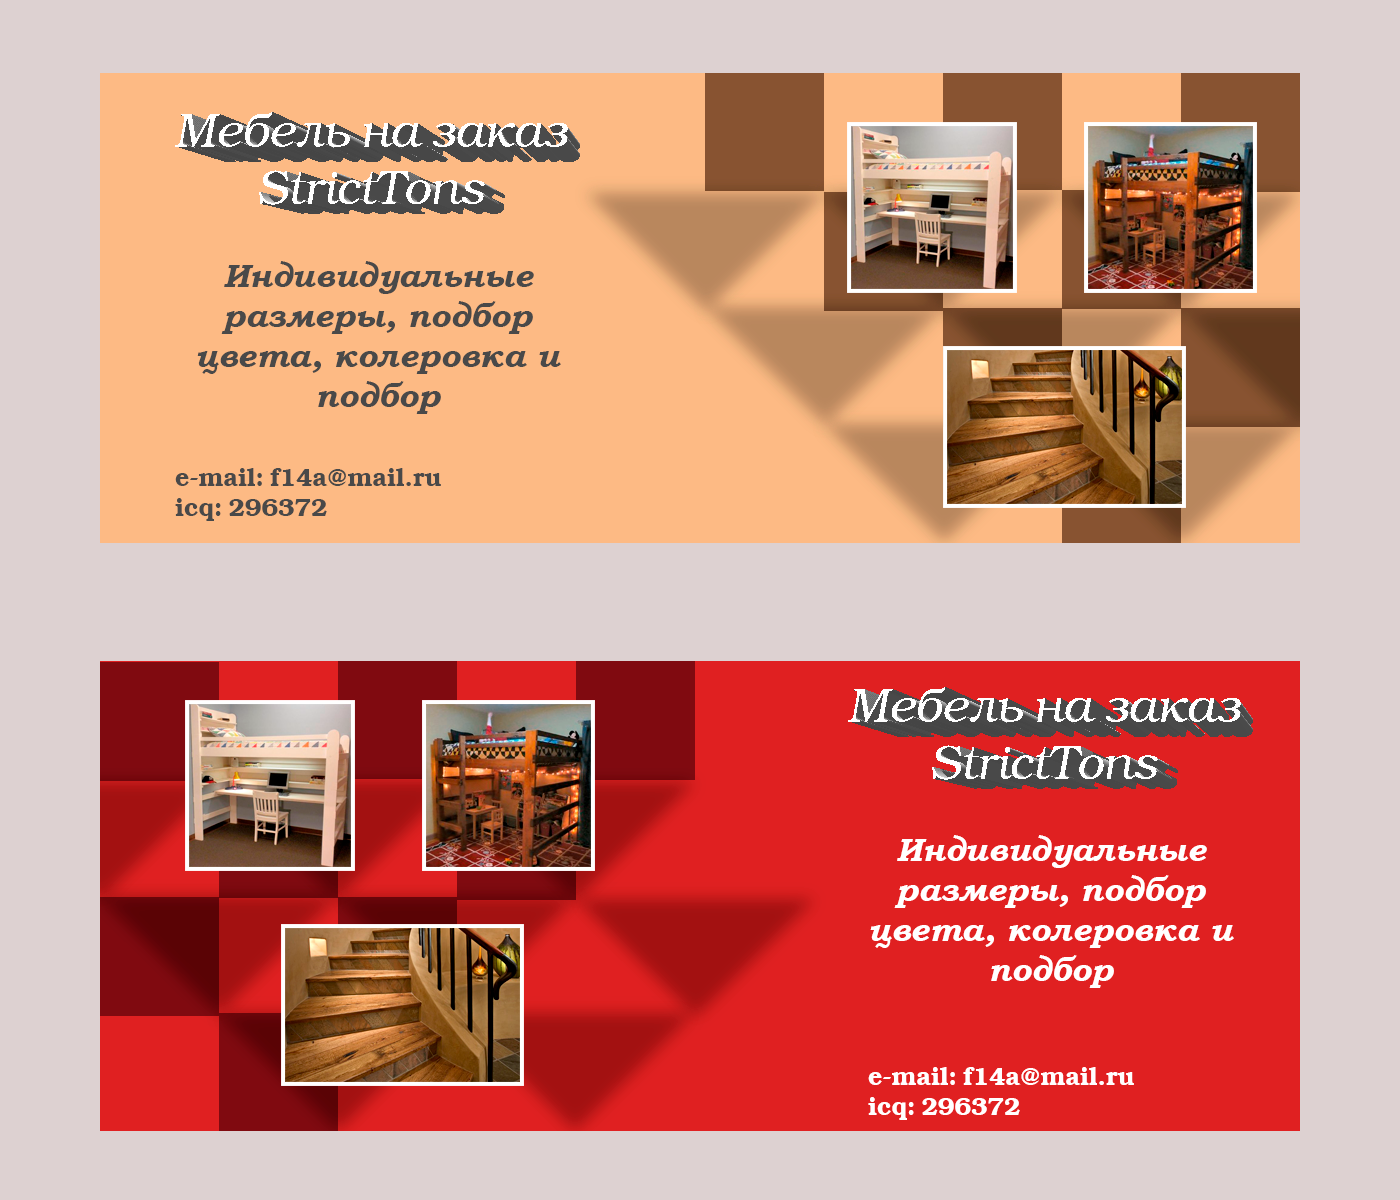 Мебель на заказ
StrictTons
Индивидуальные
размеры, подбор
цвета, колеровка и
подбор
e-mail: f14a@mail.ru
icq: 296372
Мебель на заказ
StrictTons
Индивидуальные
размеры, подбор
цвета, колеровка и
подбор
e-mail: f14a@mail.ru
icq: 296372